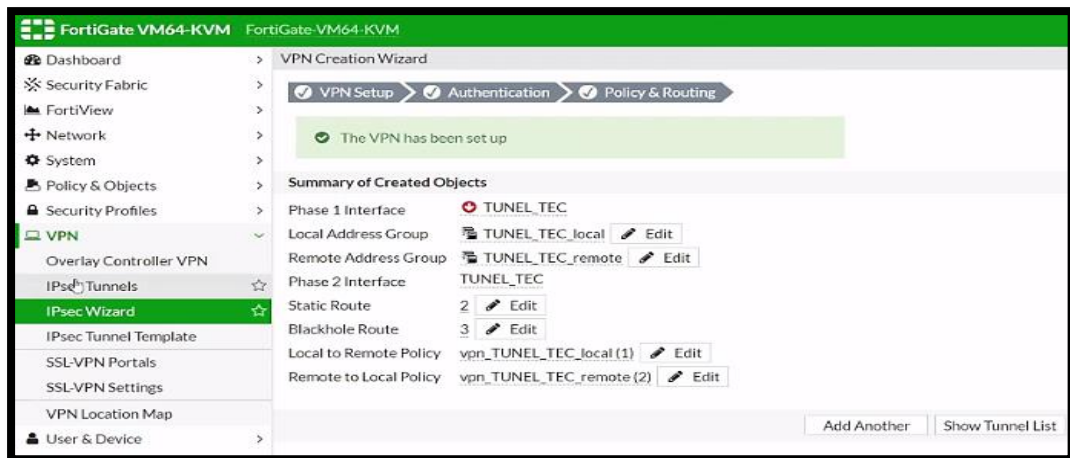 FortiGate VM64-KVM FortiGate-VM64-KVM
Dashboard
Security Fabric
FortiView
Network
System
Policy & Objects
Security Profiles
VPN
Overlay Controller VPN
IPsec Tunnels
IPsec Wizard
IPsec Tunnel Template
SSL-VPN Portals
SSL-VPN Settings
VPN Location Map
User & Device
VPN Creation Wizard
VPN Setup Authentication Policy & Routing
The VPN has been set up
Summary of Created Objects
Phase 1 Interface TUNEL_TEC
Local Address Group TUNEL_TEC_local Edit
Remote Address Group TUNEL_TEC_remote Edit
Phase 2 Interface TUNEL_TEC
Static Route 2 Edit
Blackhole Route 3 Edit
Local to Remote Policy vpn_TUNEL_TEC_local (1) Edit
Remote to Local Policy vpn_TUNEL_TEC_remote (2) Edit
Add Another Show Tunnel List